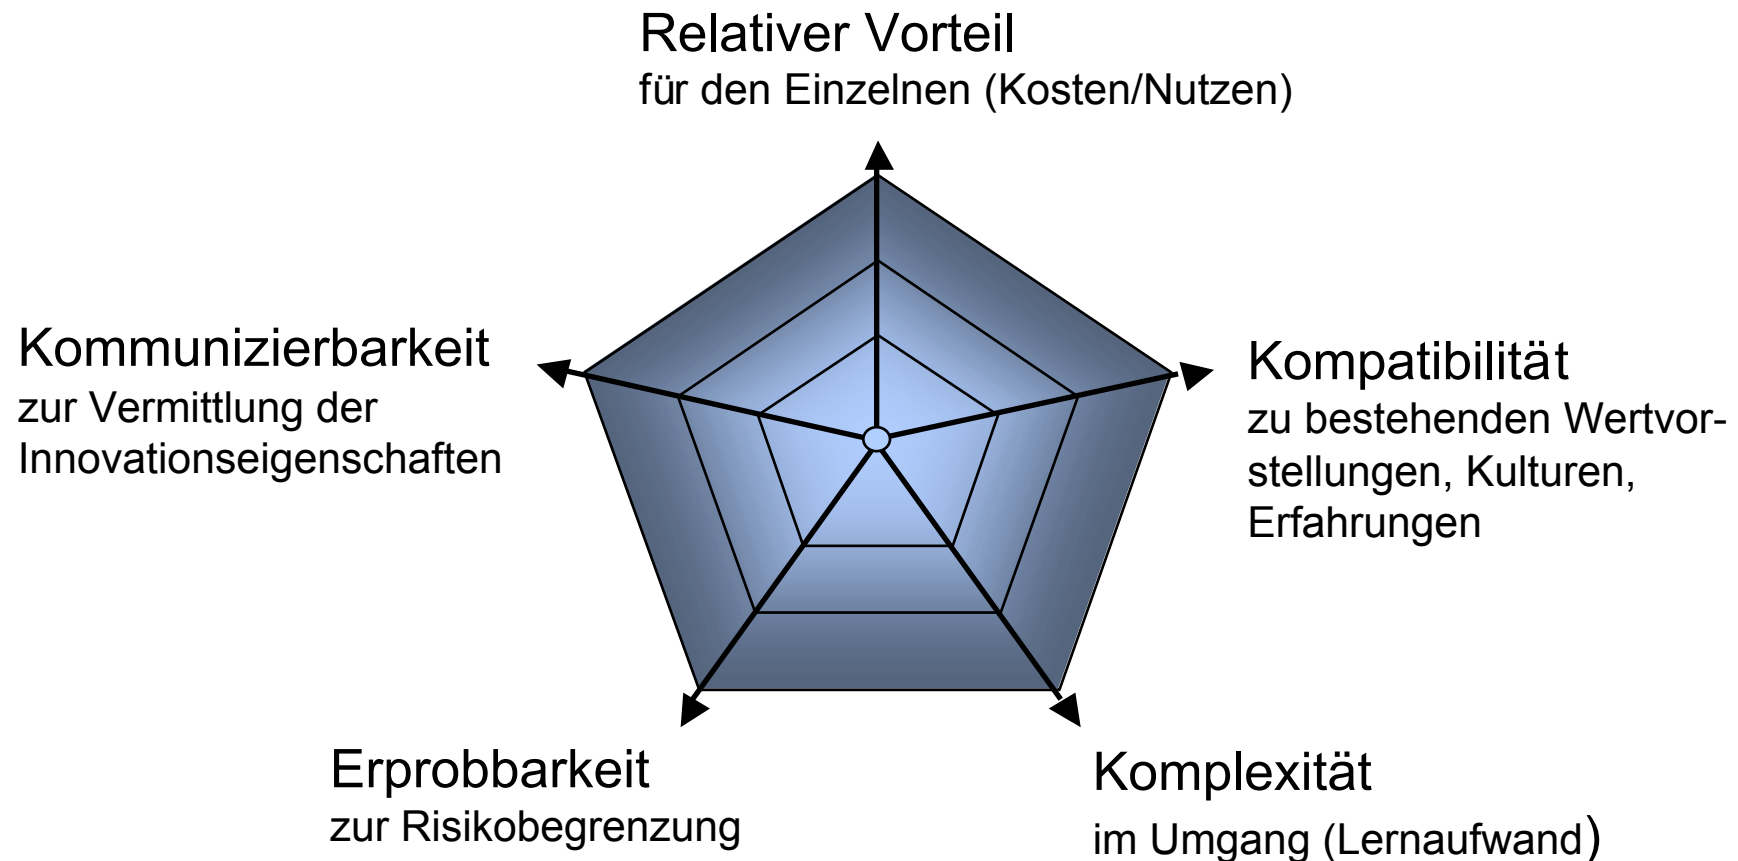 Relativer Vorteil
für den Einzelnen (Kosten/Nutzen)
Kommunizierbarkeit
zur Vermittlung der
Innovationseigenschaften
Kompatibilität
zu bestehenden Wertvor-
stellungen, Kulturen,
Erfahrungen
Erprobbarkeit
zur Risikobegrenzung
Komplexität
im Umgang (Lernaufwand)